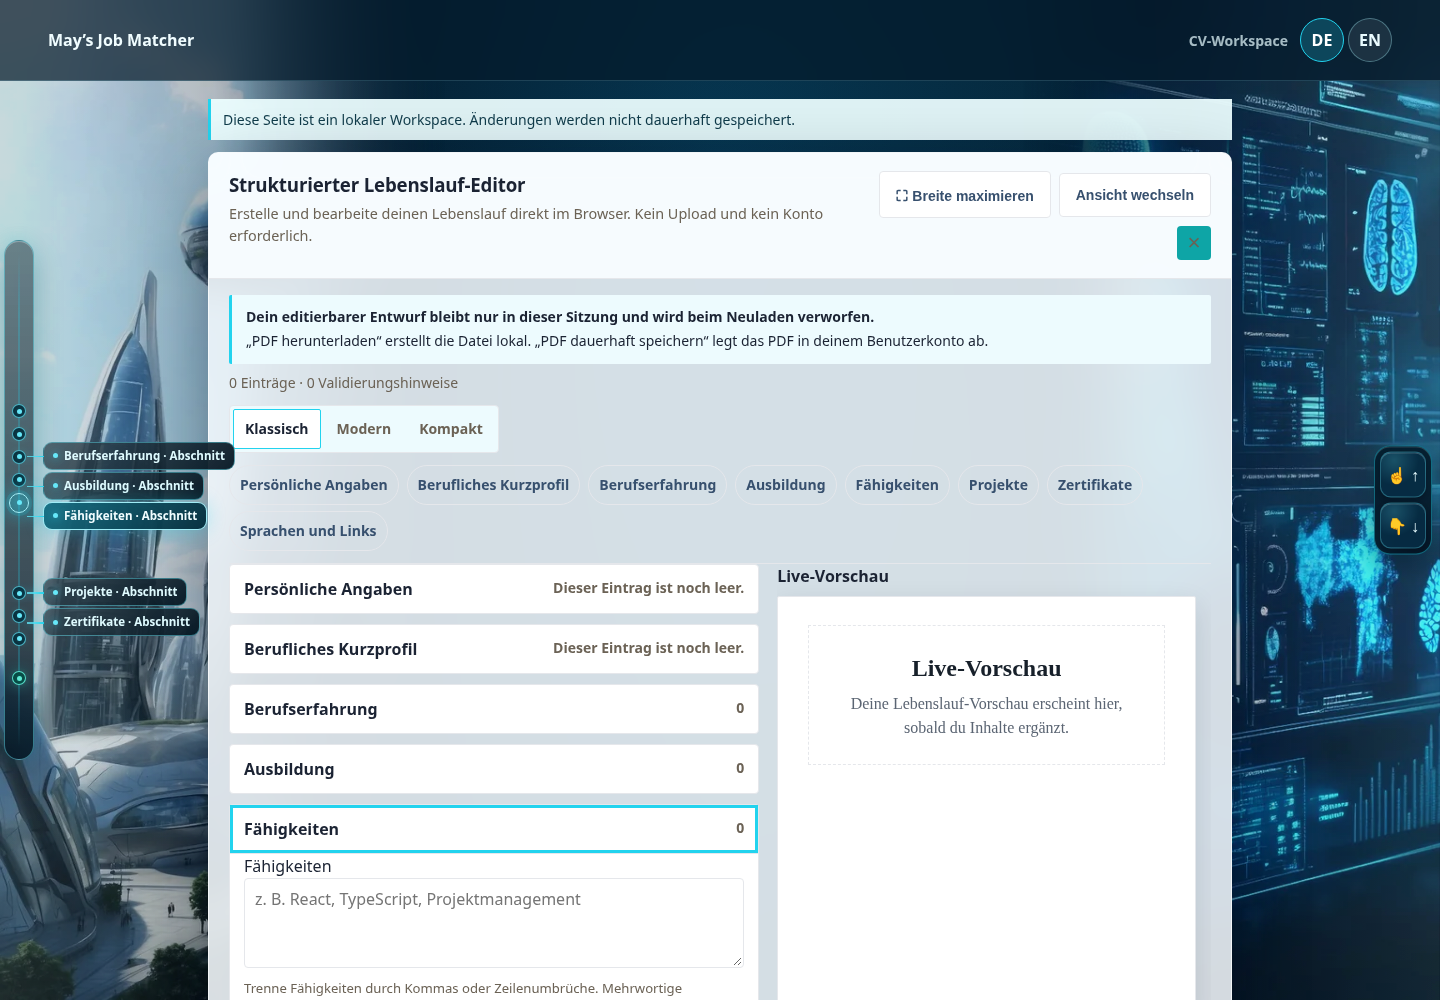 May's Job Matcher
CV-Workspace DE EN
Diese Seite ist ein lokaler Workspace. Änderungen werden nicht dauerhaft gespeichert.
Strukturierter Lebenslauf-Editor
Erstelle und bearbeite deinen Lebenslauf direkt im Browser. Kein Upload und kein Konto
erforderlich.
Breite maximieren
Ansicht wechseln
×
Dein editierbarer Entwurf bleibt nur in dieser Sitzung und wird beim Neuladen verworfen.
„PDF herunterladen“ erstellt die Datei lokal. „PDF dauerhaft speichern“ legt das PDF in deinem Benutzerkonto ab.
0 Einträge · 0 Validierungshinweise
Klassisch Modern Kompakt
Persönliche Angaben Berufliches Kurzprofil Berufserfahrung Ausbildung Fähigkeiten Projekte Zertifikate
Sprachen und Links
Berufserfahrung · Abschnitt
Ausbildung · Abschnitt
Fähigkeiten · Abschnitt
Projekte · Abschnitt
Zertifikate · Abschnitt
Persönliche Angaben Dieser Eintrag ist noch leer.
Berufliches Kurzprofil Dieser Eintrag ist noch leer.
Berufserfahrung 0
Ausbildung 0
Fähigkeiten 0
Fähigkeiten
z. B. React, TypeScript, Projektmanagement
Trenne Fähigkeiten durch Kommas oder Zeilenumbrüche. Mehrwortige
Live-Vorschau
Live-Vorschau
Deine Lebenslauf-Vorschau erscheint hier,
sobald du Inhalte ergänzt.
☝ ↑
👇 ↓